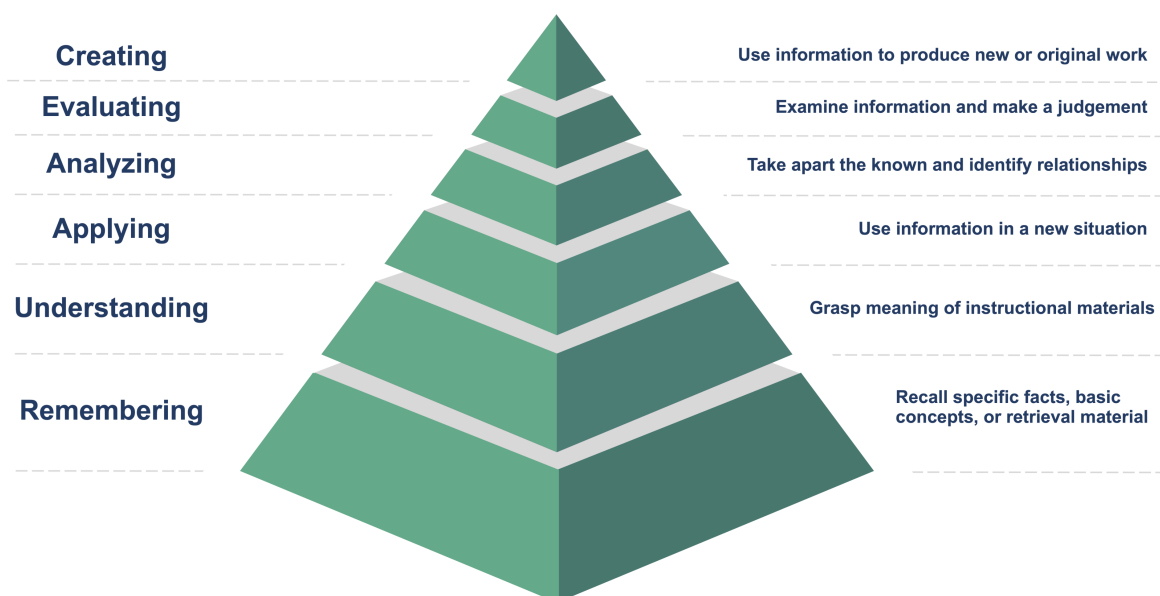 Creating
Use information to produce new or original work
Evaluating
Examine information and make a judgement
Analyzing
Take apart the known and identify relationships
Applying
Use information in a new situation
Understanding
Grasp meaning of instructional materials
Remembering
Recall specific facts, basic
concepts, or retrieval material